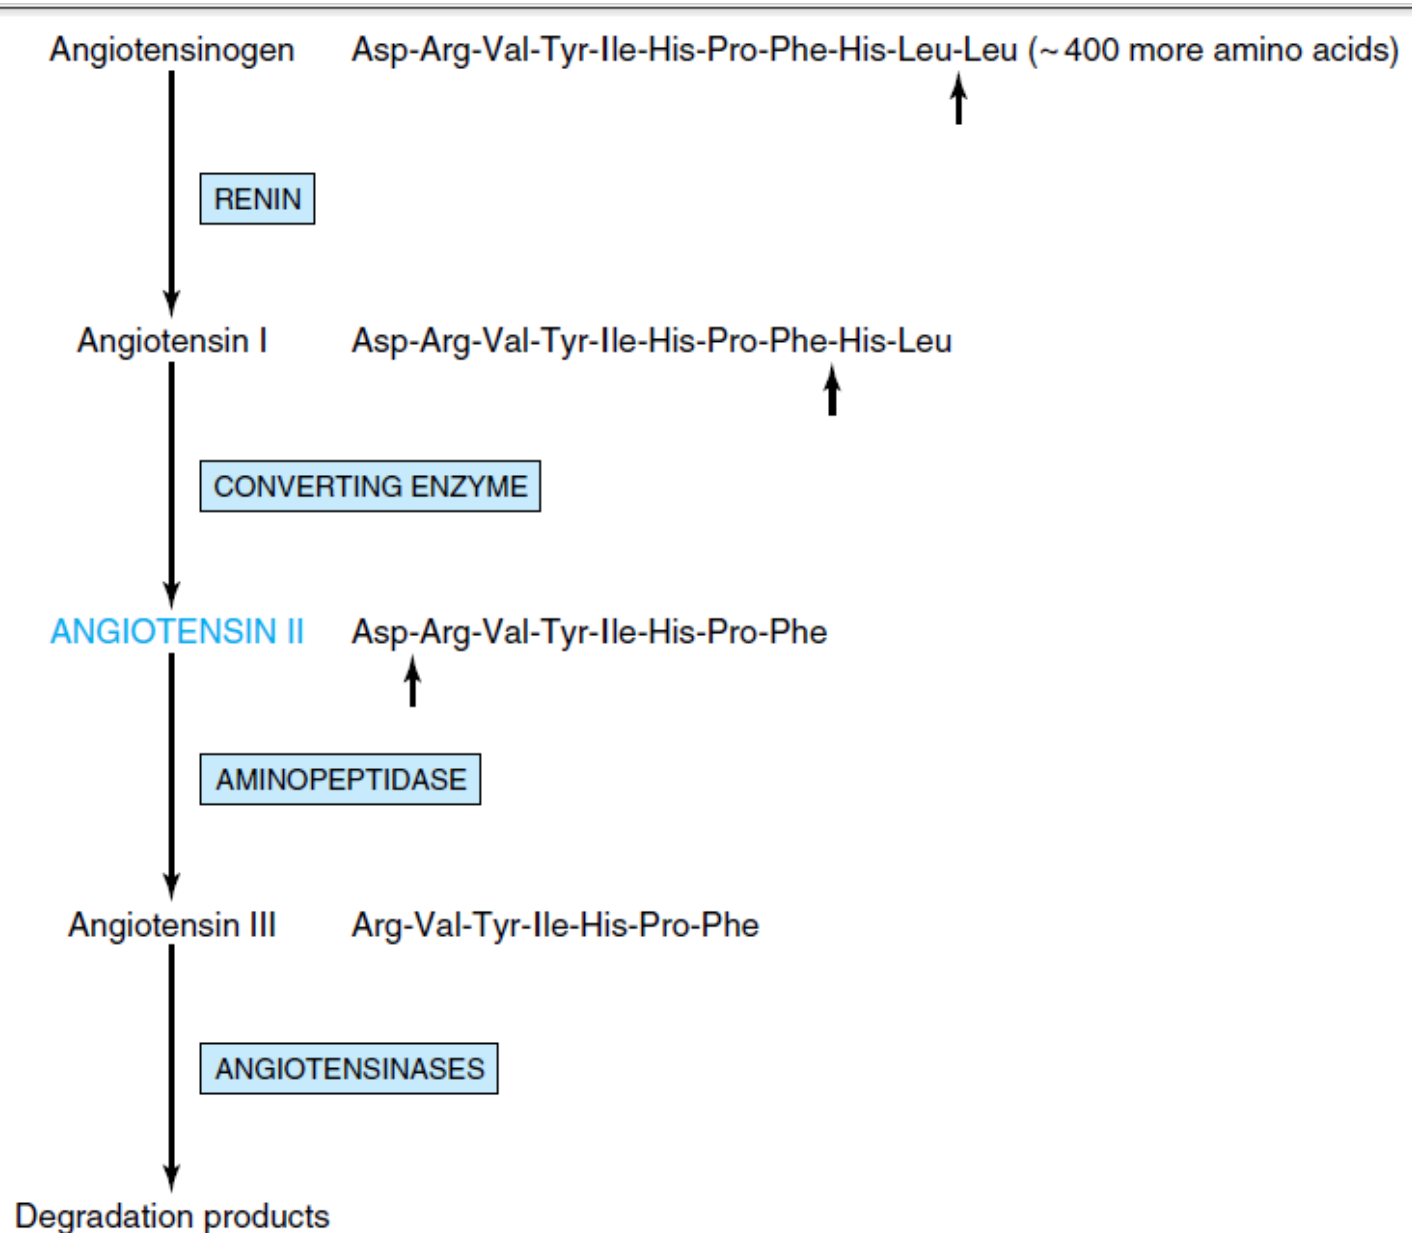 Angiotensinogen Asp-Arg-Val-Tyr-Ile-His-Pro-Phe-His-Leu-Leu (~400 more amino acids)
RENIN
Angiotensin I Asp-Arg-Val-Tyr-Ile-His-Pro-Phe-His-Leu
CONVERTING ENZYME
ANGIOTENSIN II Asp-Arg-Val-Tyr-Ile-His-Pro-Phe
AMINOPEPTIDASE
Angiotensin III Arg-Val-Tyr-Ile-His-Pro-Phe
ANGIOTENSINASES
Degradation products